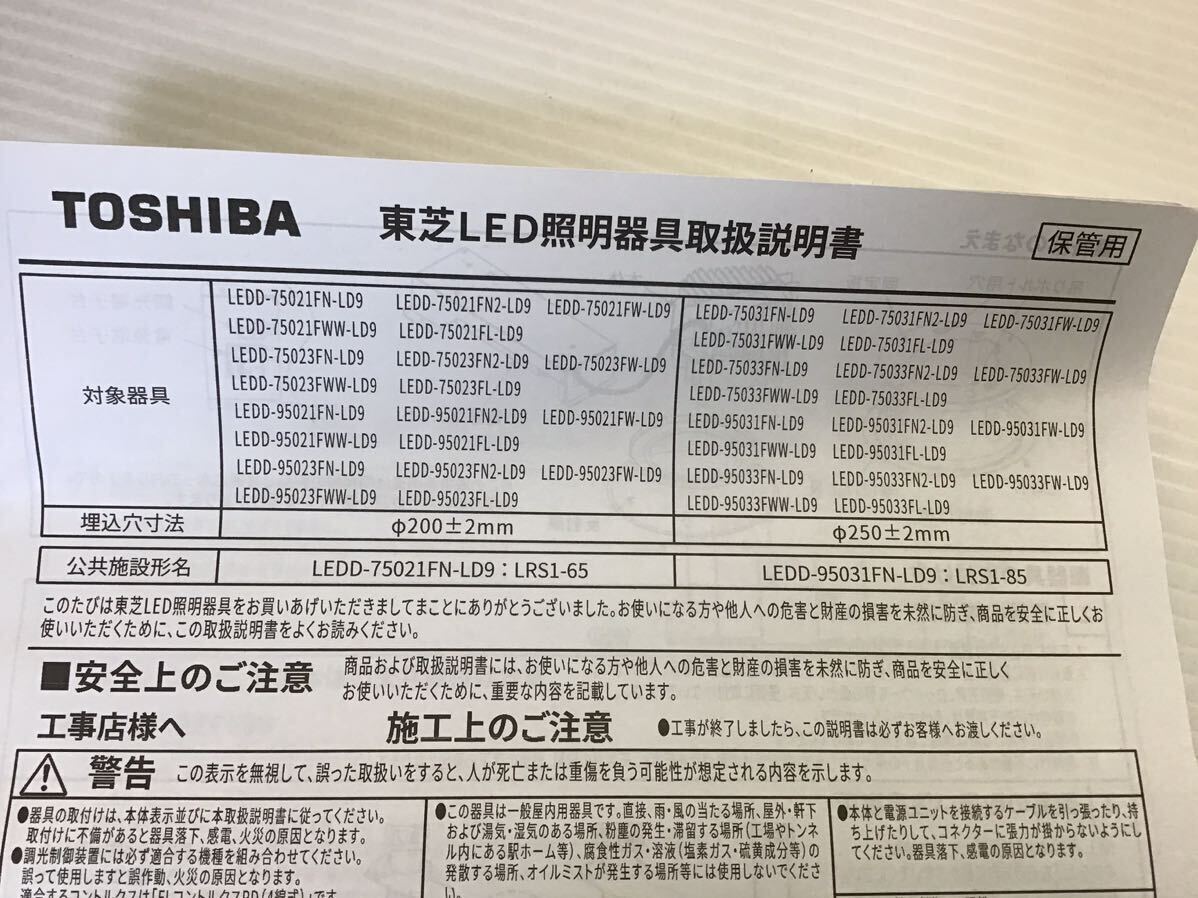 TOSHIBA 東芝LED照明器具取扱説明書 保管用
対象器具
LEDD-75021FN-LD9 LEDD-75021FN2-LD9 LEDD-75021FW-LD9
LEDD-75021FWW-LD9 LEDD-75021FL-LD9
LEDD-75023FN-LD9 LEDD-75023FN2-LD9 LEDD-75023FW-LD9
LEDD-75023FWW-LD9 LEDD-75023FL-LD9
LEDD-95021FN-LD9 LEDD-95021FN2-LD9 LEDD-95021FW-LD9
LEDD-95021FWW-LD9 LEDD-95021FL-LD9
LEDD-95023FN-LD9 LEDD-95023FN2-LD9 LEDD-95023FW-LD9
LEDD-95023FWW-LD9 LEDD-95023FL-LD9
LEDD-75031FN-LD9 LEDD-75031FN2-LD9 LEDD-75031FW-LD9
LEDD-75031FWW-LD9 LEDD-75031FL-LD9
LEDD-75033FN-LD9 LEDD-75033FN2-LD9 LEDD-75033FW-LD9
LEDD-75033FWW-LD9 LEDD-75033FL-LD9
LEDD-95031FN-LD9 LEDD-95031FN2-LD9 LEDD-95031FW-LD9
LEDD-95031FWW-LD9 LEDD-95031FL-LD9
LEDD-95033FN-LD9 LEDD-95033FN2-LD9 LEDD-95033FW-LD9
LEDD-95033FWW-LD9 LEDD-95033FL-LD9
埋込穴寸法 φ200±2mm φ250±2mm
公共施設形名 LEDD-75021FN-LD9：LRS1-65 LEDD-95031FN-LD9：LRS1-85
このたびは東芝LED照明器具をお買いあげいただきましてまことにありがとうございました。お使いになる方や他人への危害と財産の損害を未然に防ぎ、商品を安全に正しくお
使いいただくために、この取扱説明書をよくお読みください。
■安全上のご注意 商品および取扱説明書には、お使いになる方や他人への危害と財産の損害を未然に防ぎ、商品を安全に正しく
お使いいただくために、重要な内容を記載しています。
工事店様へ 施工上のご注意 ●工事が終了しましたら、この説明書は必ずお客様へお渡しください。
警告 この表示を無視して、誤った取扱いをすると、人が死亡または重傷を負う可能性が想定される内容を示します。
●器具の取付けは、本体表示並びに本取扱説明書に従ってください。
取付けに不備があると器具落下、感電、火災の原因となります。
●調光制御装置には必ず適合する機種を組み合わせてください。
誤って使用しますと誤作動、火災の原因となります。
●この器具は一般屋内用器具です。直接、雨・風の当たる場所、屋外・軒下
および湯気・湿気のある場所、粉塵の発生・滞留する場所（工場やトンネ
ル内にある駅ホーム等）、腐食性ガス・溶液（塩素ガス・硫黄成分等）の
発散する場所、オイルミストが発生する場所等には使用しないでくださ
い。
●本体と電源ユニットを接続するケーブルを引っ張ったり、持
ち上げたりして、コネクターに張力が掛からないようにし
てください。器具落下、感電の原因となります。